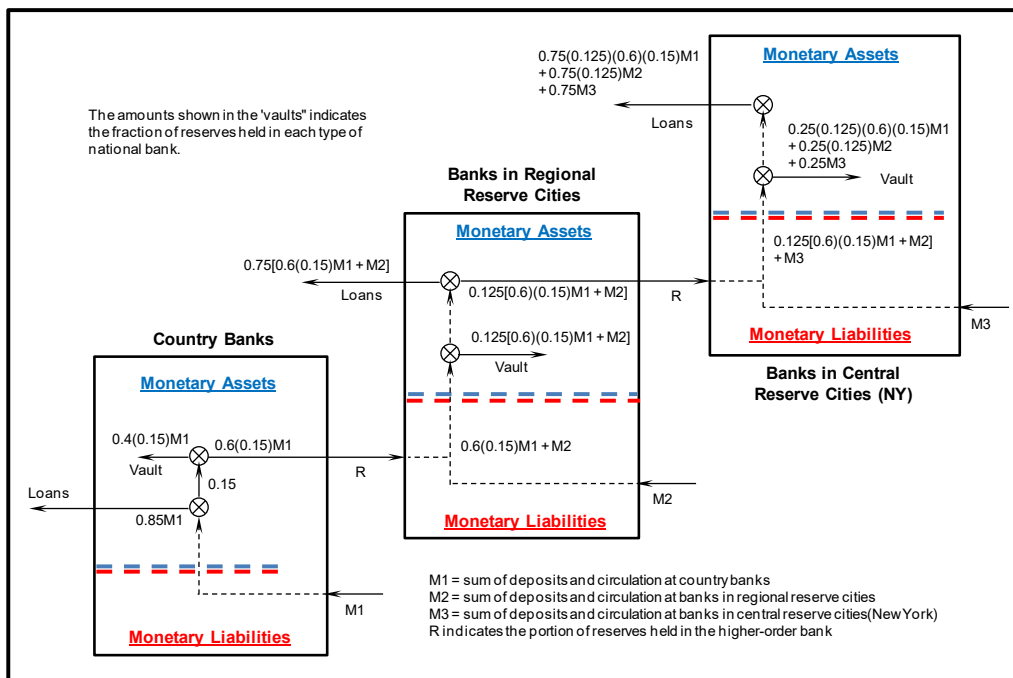 0.75(0.125)(0.6)(0.15)M1
+ 0.75(0.125)M2
+ 0.75M3
Loans
Monetary Assets
0.25(0.125)(0.6)(0.15)M1
+ 0.25(0.125)M2
+ 0.25M3
Vault
0.125[0.6)(0.15)M1 + M2]
+ M3
M3
Monetary Liabilities
Banks in Central
Reserve Cities (NY)
The amounts shown in the 'vaults" indicates
the fraction of reserves held in each type of
national bank.
Banks in Regional
Reserve Cities
Monetary Assets
0.75[0.6(0.15)M1 + M2]
Loans
0.125[0.6)(0.15)M1 + M2]
R
0.125[0.6)(0.15)M1 + M2]
Vault
0.6(0.15)M1 + M2
M2
Monetary Liabilities
Country Banks
Monetary Assets
0.4(0.15)M1
Vault
0.6(0.15)M1
R
0.15
Loans
0.85M1
M1
Monetary Liabilities
M1 = sum of deposits and circulation at country banks
M2 = sum of deposits and circulation at banks in regional reserve cities
M3 = sum of deposits and circulation at banks in central reserve cities(New York)
R indicates the portion of reserves held in the higher-order bank